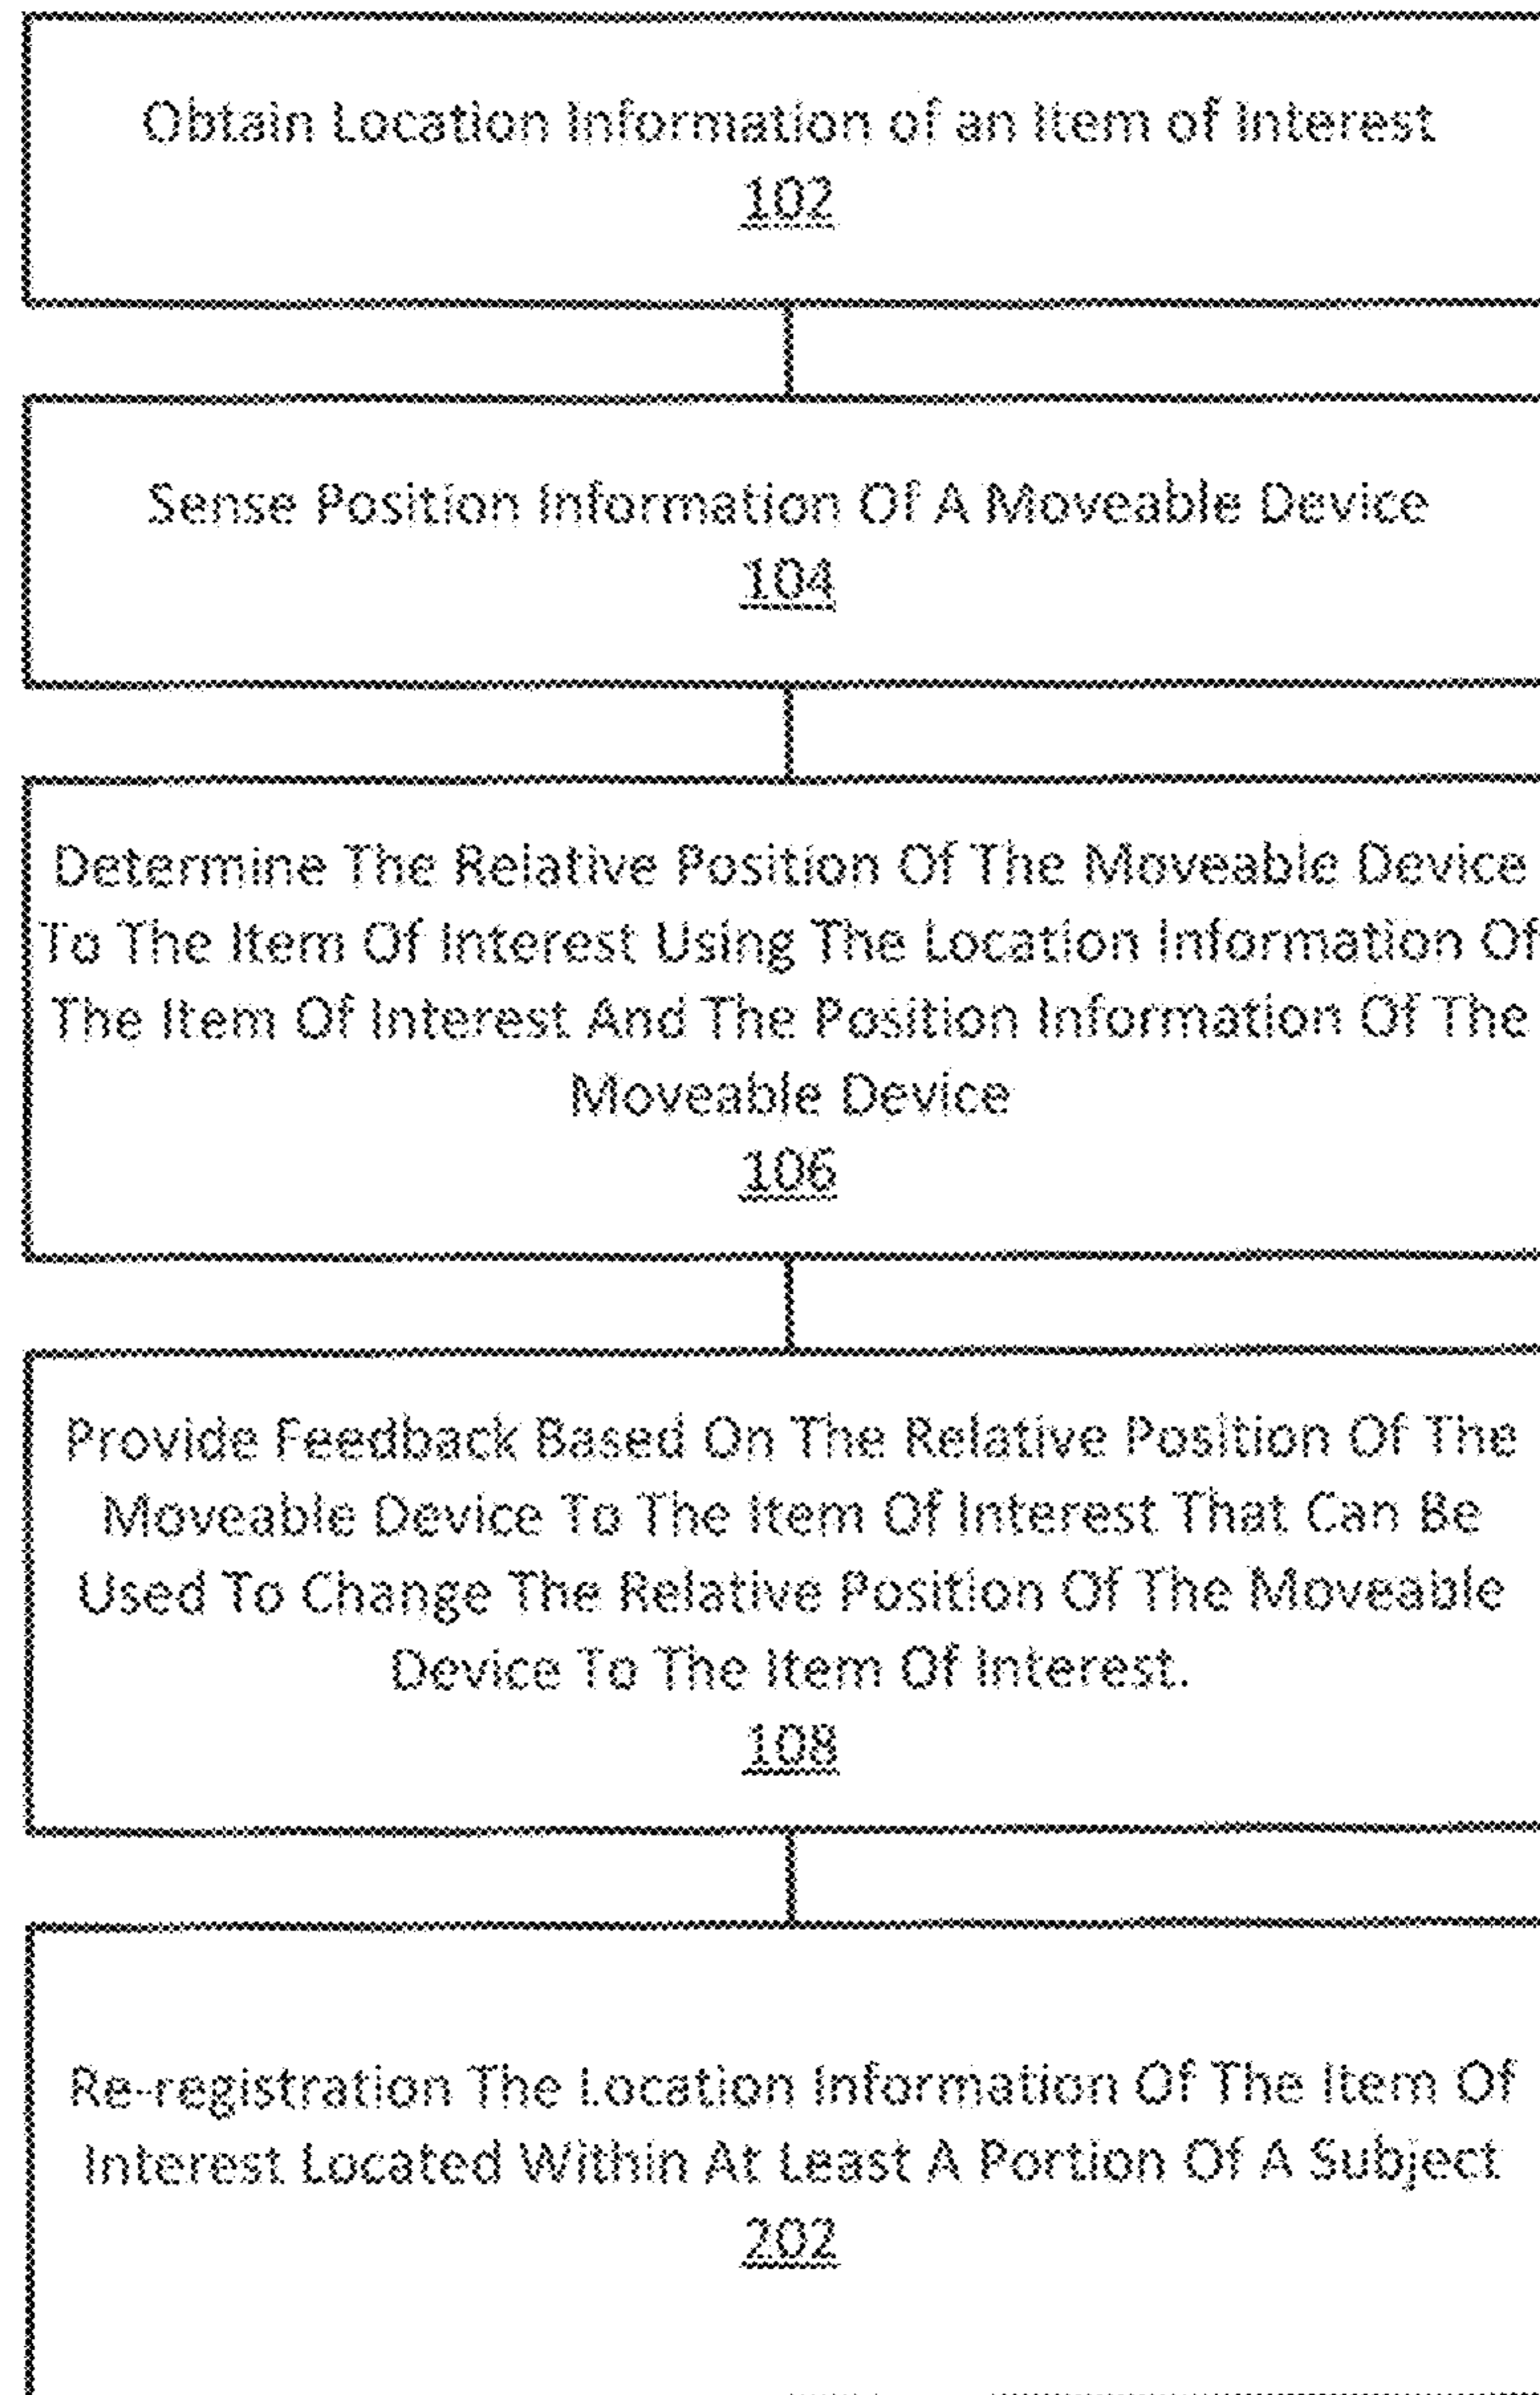 Obtain Location Information of an Item of Interest
102
Sense Position Information Of A Moveable Device
104
Determine The Relative Position Of The Moveable Device
To The Item Of Interest Using The Location Information Of
The Item Of Interest And The Position Information Of The
Moveable Device
106
Provide Feedback Based On The Relative Position Of The
Moveable Device To The Item Of Interest That Can Be
Used To Change The Relative Position Of The Moveable
Device To The Item Of Interest.
108
Re-registration The Location Information Of The Item Of
Interest Located Within At Least A Portion Of A Subject
202